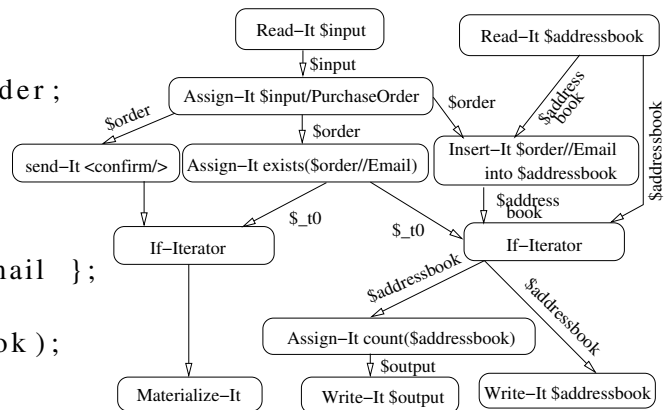 Read−It $input
Read−It $addressbook
$input
der;
Assign−It $input/PurchaseOrder
$order
$address
book
$order
$order
$addressbook
send−It <confirm/>
Assign−It exists($order//Email)
Insert−It $order//Email
into $addressbook
$_t0
$_t0
$address
book
If−Iterator
If−Iterator
mail };
$addressbook
$addressbook
ok);
Assign−It count($addressbook)
$output
Materialize−It
Write−It $output
Write−It $addressbook